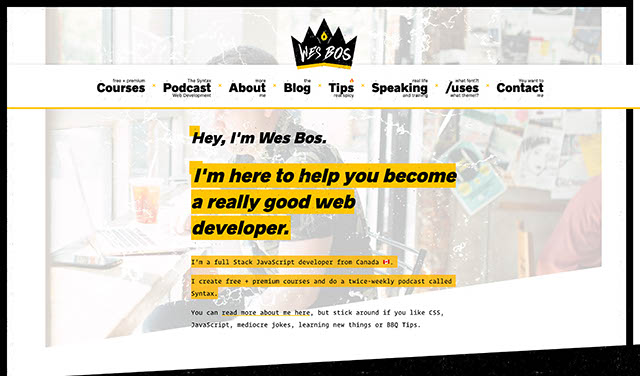 WES BOS
free + premium
Courses
The Syntax
Podcast
Web Development
more
About
me
the
Blog
Tips
real spicy
real life
Speaking
and training
what font?!
/uses
what theme!?
You want to
Contact
me
Hey, I'm Wes Bos.
I'm here to help you become
a really good web
developer.
I'm a full Stack JavaScript developer from Canada 🇨🇦.
I create free + premium courses and do a twice-weekly podcast called
Syntax.
You can read more about me here, but stick around if you like CSS,
JavaScript, mediocre jokes, learning new things or BBQ Tips.